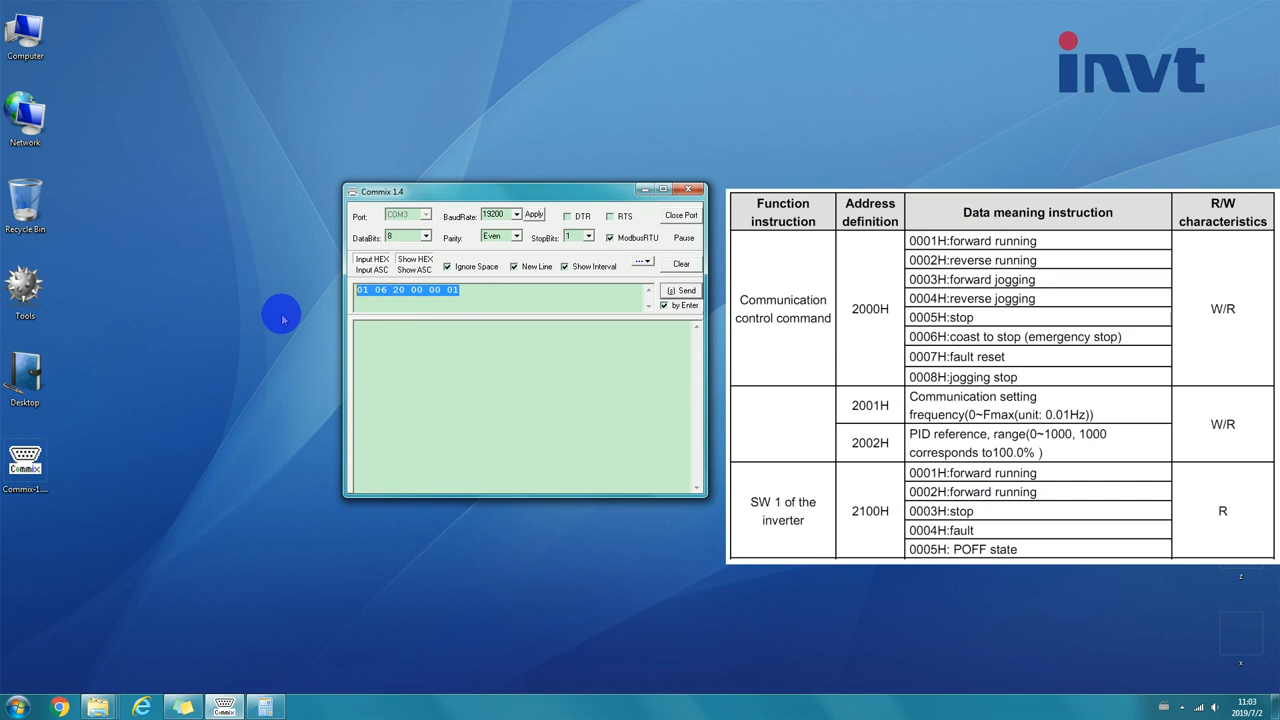 Computer
Network
Recycle Bin
Tools
Desktop
Commix
Commix-1....
invt
Commix 1.4
Port:
COM3
BaudRate:
19200
Apply
DTR
RTS
Close Port
DataBits:
8
Parity:
Even
StopBits:
1
ModbusRTU
Pause
Input HEX
Input ASC
Show HEX
Show ASC
Ignore Space
New Line
Show Interval
...
Clear
01 06 20 00 00 01
Send
by Enter
Function instruction
Address definition
Data meaning instruction
R/W characteristics
Communication control command
2000H
0001H:forward running
0002H:reverse running
0003H:forward jogging
0004H:reverse jogging
0005H:stop
0006H:coast to stop (emergency stop)
0007H:fault reset
0008H:jogging stop
W/R
2001H
Communication setting
frequency(0~Fmax(unit: 0.01Hz))
2002H
PID reference, range(0~1000, 1000
corresponds to100.0% )
W/R
SW 1 of the inverter
2100H
0001H:forward running
0002H:forward running
0003H:stop
0004H:fault
0005H: POFF state
R
z
x
Commix
11:03
2019/7/2